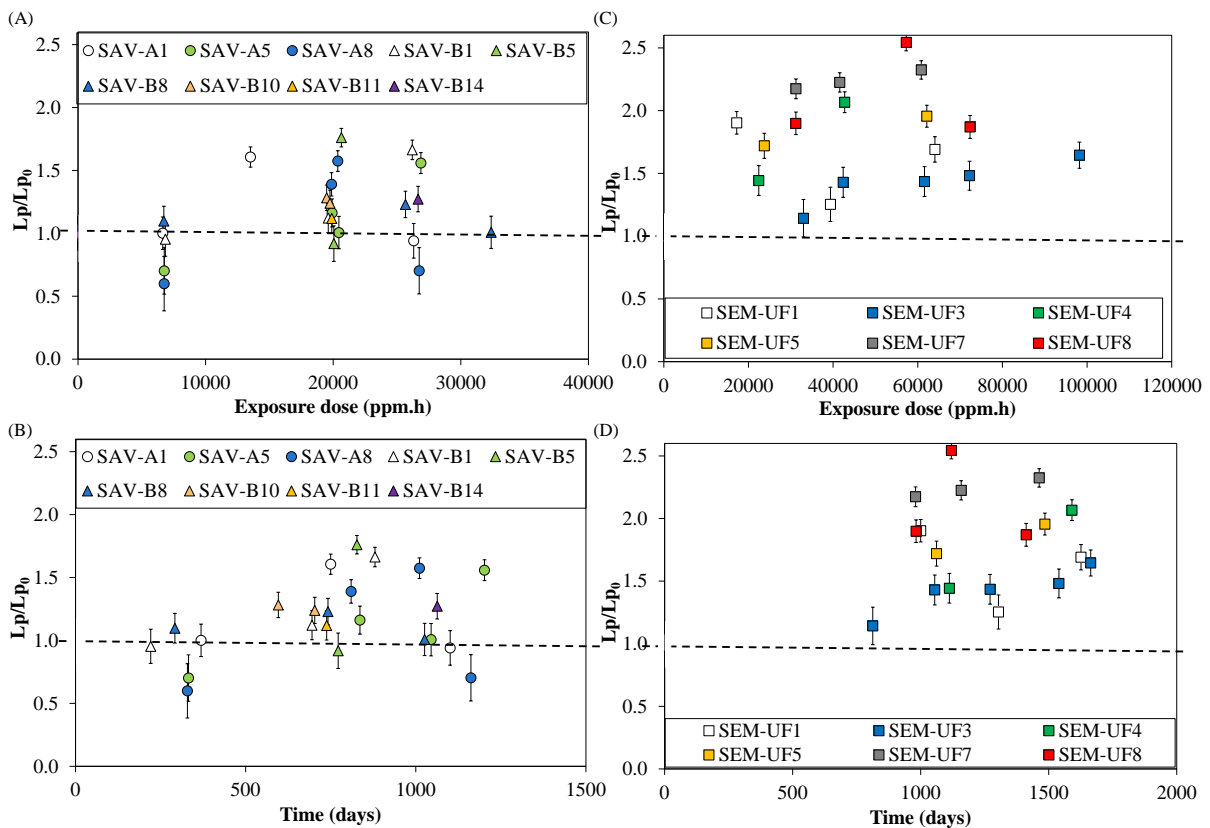 (A)
2.5
2.0
1.5
1.0
0.5
0.0
Lp/Lp0
SAV-A1 SAV-A5 SAV-A8 SAV-B1 SAV-B5
SAV-B8 SAV-B10 SAV-B11 SAV-B14
0 10000 20000 30000 40000
Exposure dose (ppm.h)
(C)
2.5
2.0
1.5
1.0
0.5
0.0
Lp/Lp0
SEM-UF1 SEM-UF3 SEM-UF4
SEM-UF5 SEM-UF7 SEM-UF8
0 20000 40000 60000 80000 100000 120000
Exposure dose (ppm.h)
(B)
2.5
2.0
1.5
1.0
0.5
0.0
Lp/Lp0
SAV-A1 SAV-A5 SAV-A8 SAV-B1 SAV-B5
SAV-B8 SAV-B10 SAV-B11 SAV-B14
0 500 1000 1500
Time (days)
(D)
2.5
2.0
1.5
1.0
0.5
0.0
Lp/Lp0
SEM-UF1 SEM-UF3 SEM-UF4
SEM-UF5 SEM-UF7 SEM-UF8
0 500 1000 1500 2000
Time (days)